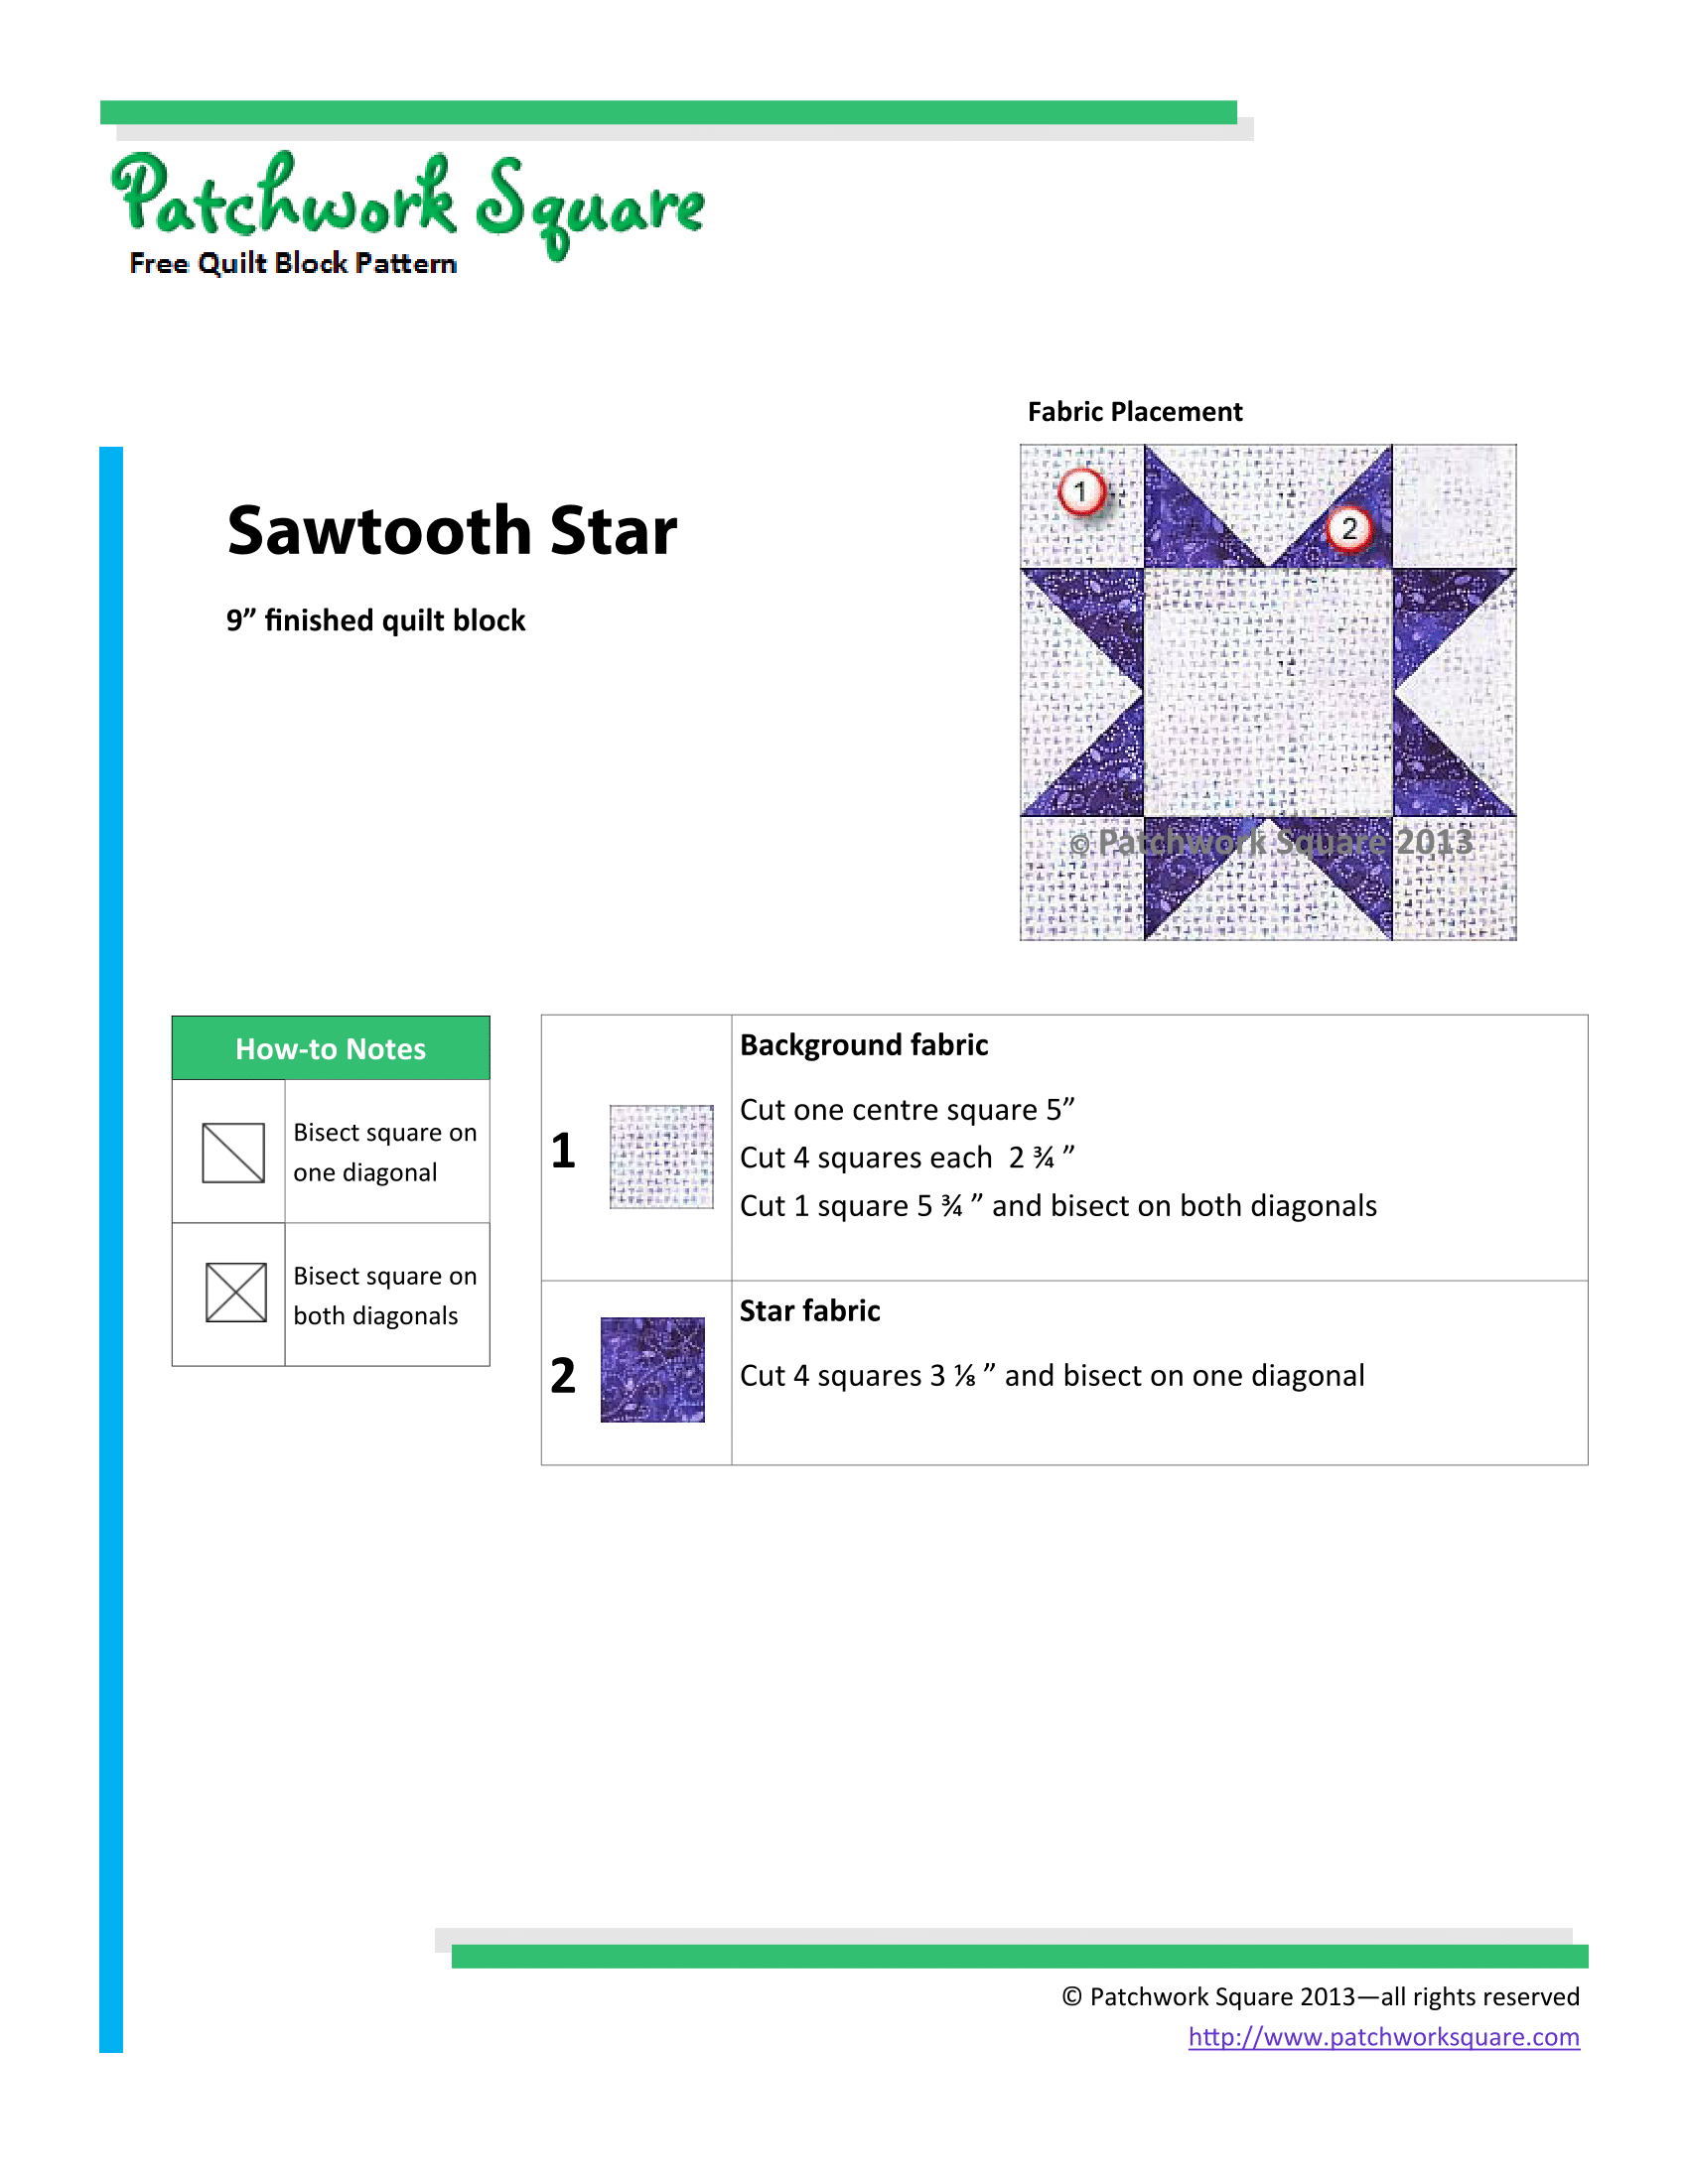 Patchwork Square
Free Quilt Block Pattern
Fabric Placement
Sawtooth Star
9” finished quilt block
1
2
© Patchwork Square 2013
How-to Notes
Bisect square on
one diagonal
Bisect square on
both diagonals
1
Background fabric
Cut one centre square 5”
Cut 4 squares each  2 ¾ ”
Cut 1 square 5 ¾ ” and bisect on both diagonals
2
Star fabric
Cut 4 squares 3 ⅛ ” and bisect on one diagonal
© Patchwork Square 2013—all rights reserved
http://www.patchworksquare.com